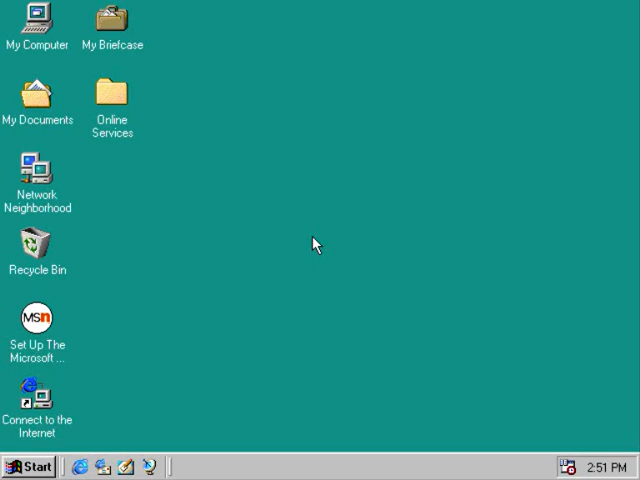 My Computer
My Briefcase
My Documents
Online
Services
Network
Neighborhood
Recycle Bin
MSn
Set Up The
Microsoft ...
Connect to the
Internet
Start
2:51 PM